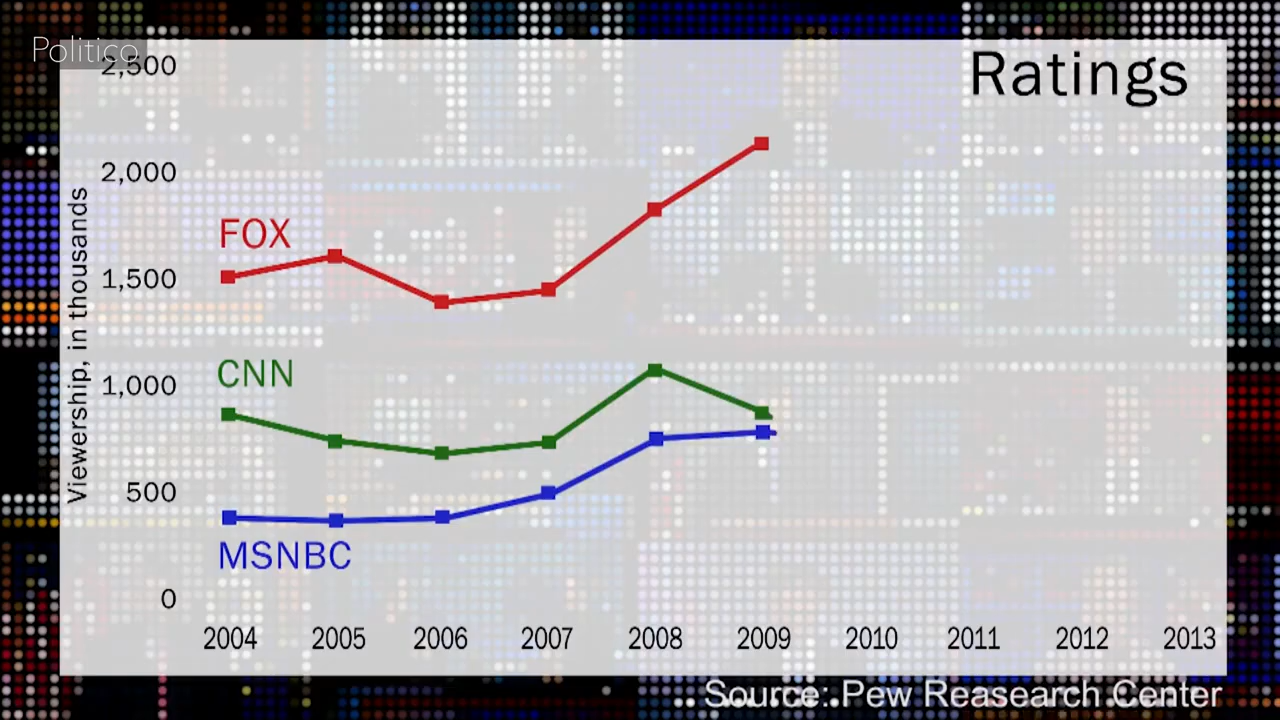 Politico
Ratings
2,500
2,000
1,500
1,000
500
0
Viewership, in thousands
FOX
CNN
MSNBC
2004 2005 2006 2007 2008 2009 2010 2011 2012 2013
Source: Pew Reasearch Center